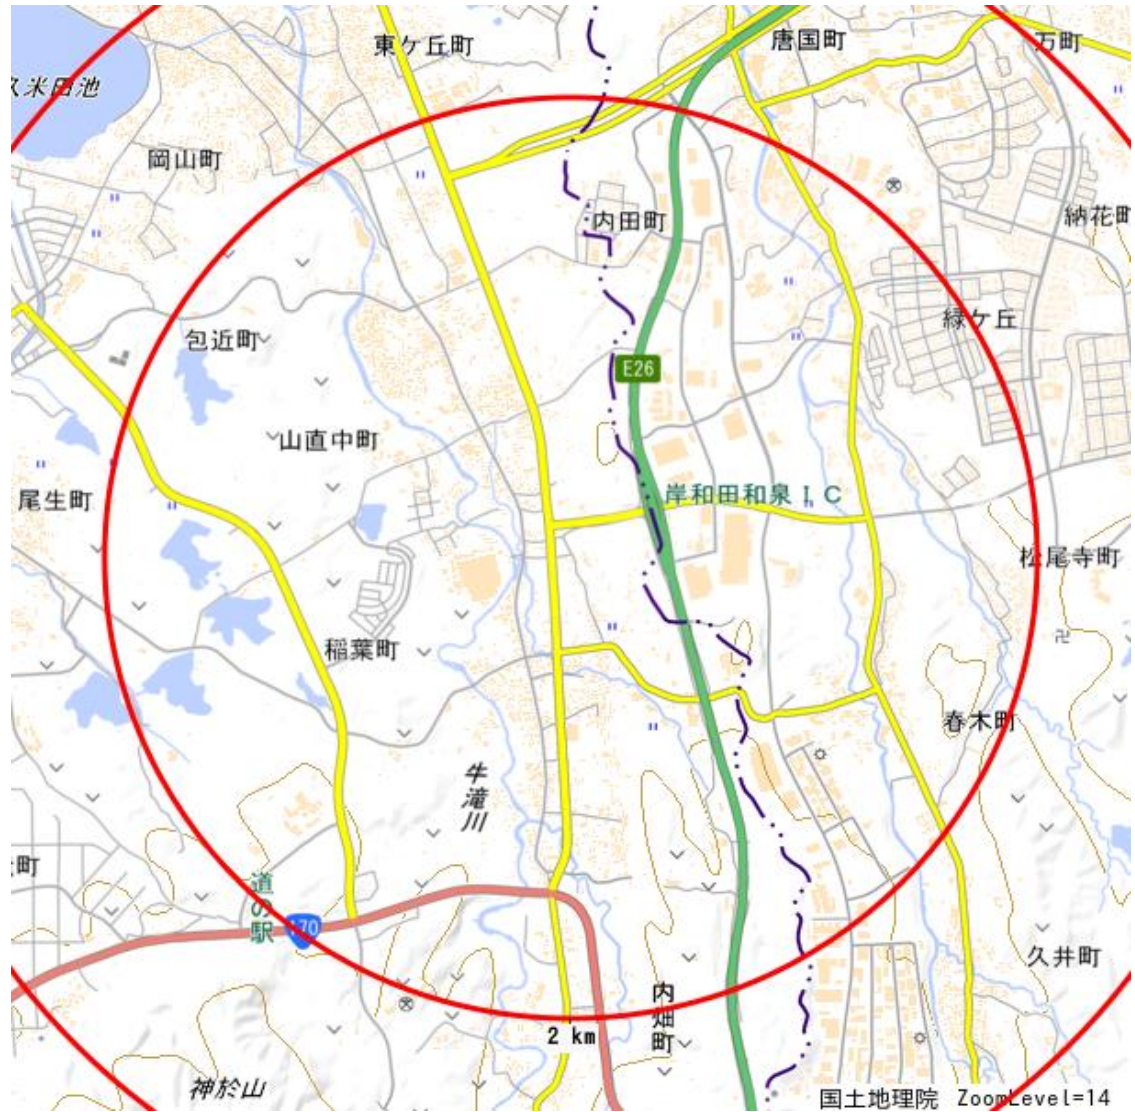 東ケ丘町
唐国町
万町
久米田池
岡山町
納花町
内田町
緑ケ丘
包近町
E26
山直中町
岸和田和泉IC
尾生町
松尾寺町
稲葉町
春木町
牛滝川
町
道の駅
170
久井町
内畑町
2 km
神於山
国土地理院 ZoomLevel=14